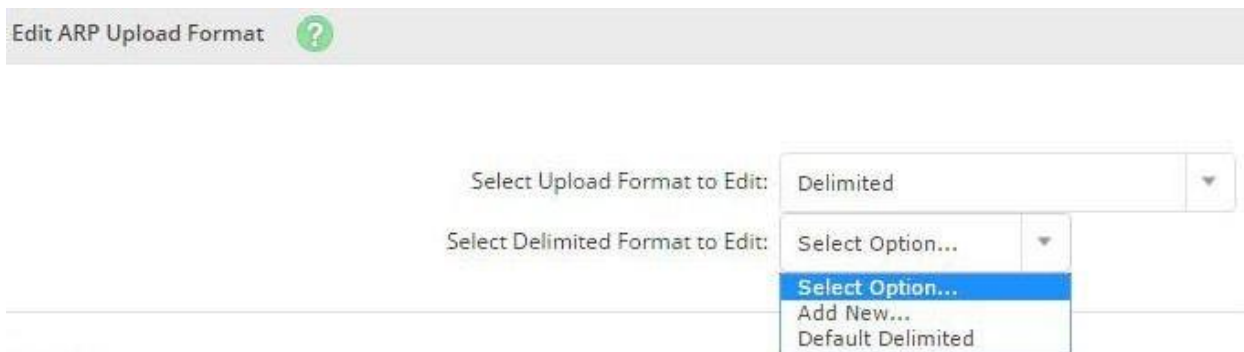 Edit ARP Upload Format ?
Select Upload Format to Edit: Delimited
Select Delimited Format to Edit: Select Option...
Select Option...
Add New...
Default Delimited